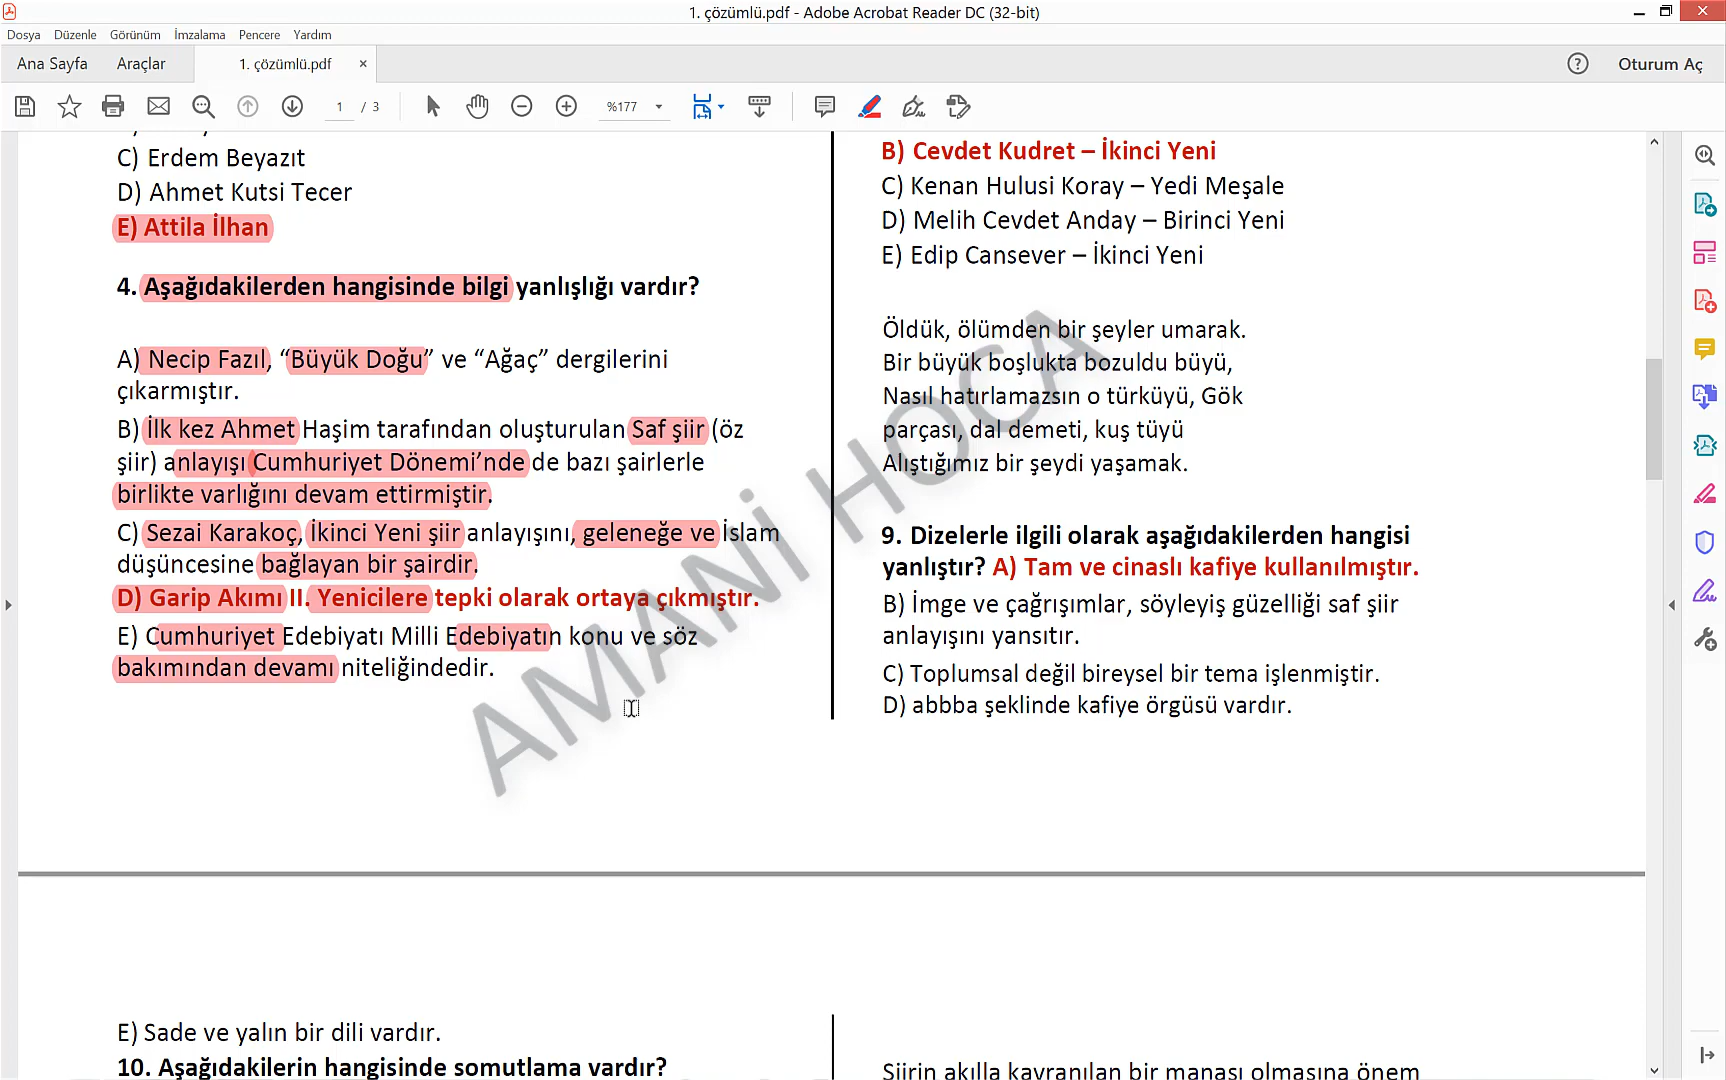 1. çözümlü.pdf - Adobe Acrobat Reader DC (32-bit)
Dosya Düzenle Görünüm İmzalama Pencere Yardım
Ana Sayfa Araçlar 1. çözümlü.pdf × Oturum Aç
1 / 3 %177
C) Erdem Beyazıt
D) Ahmet Kutsi Tecer
E) Attila İlhan
4. Aşağıdakilerden hangisinde bilgi yanlışlığı vardır?
A) Necip Fazıl, “Büyük Doğu” ve “Ağaç” dergilerini
çıkarmıştır.
B) İlk kez Ahmet Haşim tarafından oluşturulan Saf şiir (öz
şiir) anlayışı Cumhuriyet Dönemi’nde de bazı şairlerle
birlikte varlığını devam ettirmiştir.
C) Sezai Karakoç, İkinci Yeni şiir anlayışını, geleneğe ve İslam
düşüncesine bağlayan bir şairdir.
D) Garip Akımı II. Yenicilere tepki olarak ortaya çıkmıştır.
E) Cumhuriyet Edebiyatı Milli Edebiyatın konu ve söz
bakımından devamı niteliğindedir.
B) Cevdet Kudret – İkinci Yeni
C) Kenan Hulusi Koray – Yedi Meşale
D) Melih Cevdet Anday – Birinci Yeni
E) Edip Cansever – İkinci Yeni
Öldük, ölümden bir şeyler umarak.
Bir büyük boşlukta bozuldu büyü,
Nasıl hatırlamazsın o türküyü, Gök
parçası, dal demeti, kuş tüyü
Alıştığımız bir şeydi yaşamak.
9. Dizelerle ilgili olarak aşağıdakilerden hangisi
yanlıştır? A) Tam ve cinaslı kafiye kullanılmıştır.
B) İmge ve çağrışımlar, söyleyiş güzelliği saf şiir
anlayışını yansıtır.
C) Toplumsal değil bireysel bir tema işlenmiştir.
D) abbba şeklinde kafiye örgüsü vardır.
AMANİ HOCA
E) Sade ve yalın bir dili vardır.
10. Aşağıdakilerin hangisinde somutlama vardır?
Şiirin akılla kavranılan bir manası olmasına önem